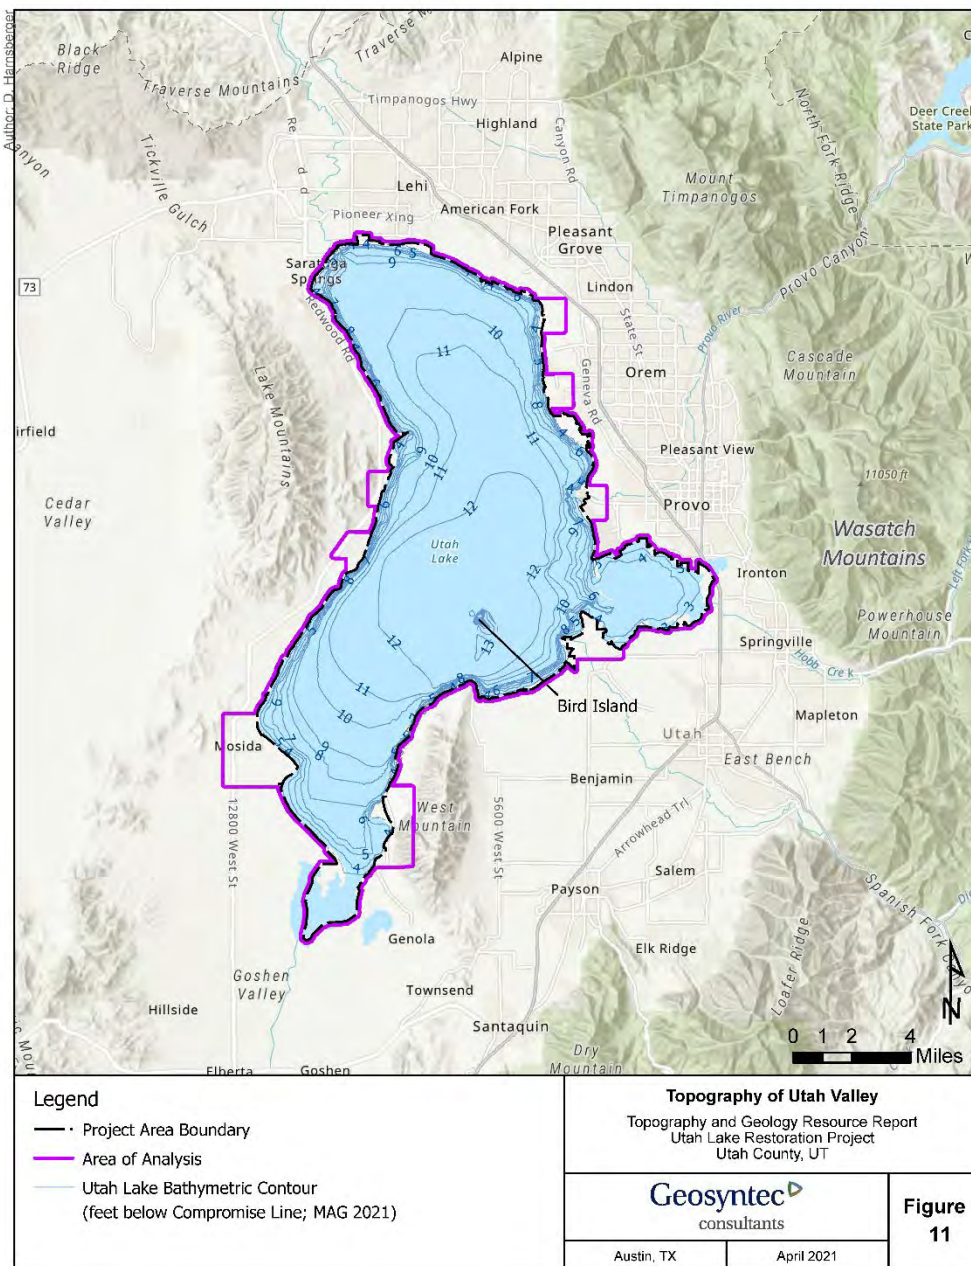 Author: D. Harnsberger
Black
Ridge
Traverse Mountains
Alpine
Timpanogos Hwy
Highland
Canyon Rd
North Fork Ridge
Deer Creek
State Park
anyon
Tickville Gulch
Lehi
Mount
Timpanogos
American Fork
Pioneer Xing
Pleasant
Grove
Provo Canyon
Saratoga
Springs
73
Redwood Rd
Lindon
State St
Provo River
Lake Mountains
Orem
Geneva Rd
Cascade
Mountain
irfield
Pleasant View
11050 ft
Cedar
Valley
Provo
Wasatch
Mountains
Utah
Lake
Ironton
Powerhouse
Mountain
Springville
Hobb Cre k
Bird Island
Mapleton
Utah
Mosida
East Bench
Benjamin
West
Mountain
12800 West St
5600 West St
Arrowhead Trl
Salem
Payson
Spanish Fork Canyon
Genola
Elk Ridge
Loafer Ridge
Goshen
Valley
Townsend
Hillside
Santaquin
N
0 1 2 4
Miles
Dry
Mountain
Elberta
Goshen
Legend
Project Area Boundary
Area of Analysis
Utah Lake Bathymetric Contour
(feet below Compromise Line; MAG 2021)
Topography of Utah Valley
Topography and Geology Resource Report
Utah Lake Restoration Project
Utah County, UT
Geosyntec
consultants
Figure
11
Austin, TX
April 2021